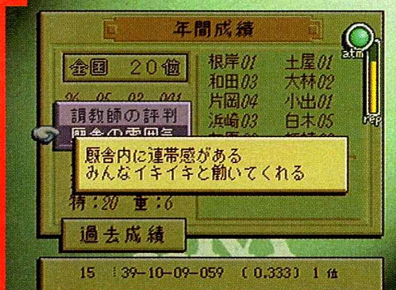 年間成績
全国 20位
根岸01 土屋01
和田03 大林02
片岡04 小出01
浜崎03 白木05
atm
rep
調教師の評判
厩舎の雰囲気
厩舎内に連帯感がある
みんなイキイキと働いてくれる
特:20 重:6
過去成績
15 39-10-09-059 (0.333) 1位